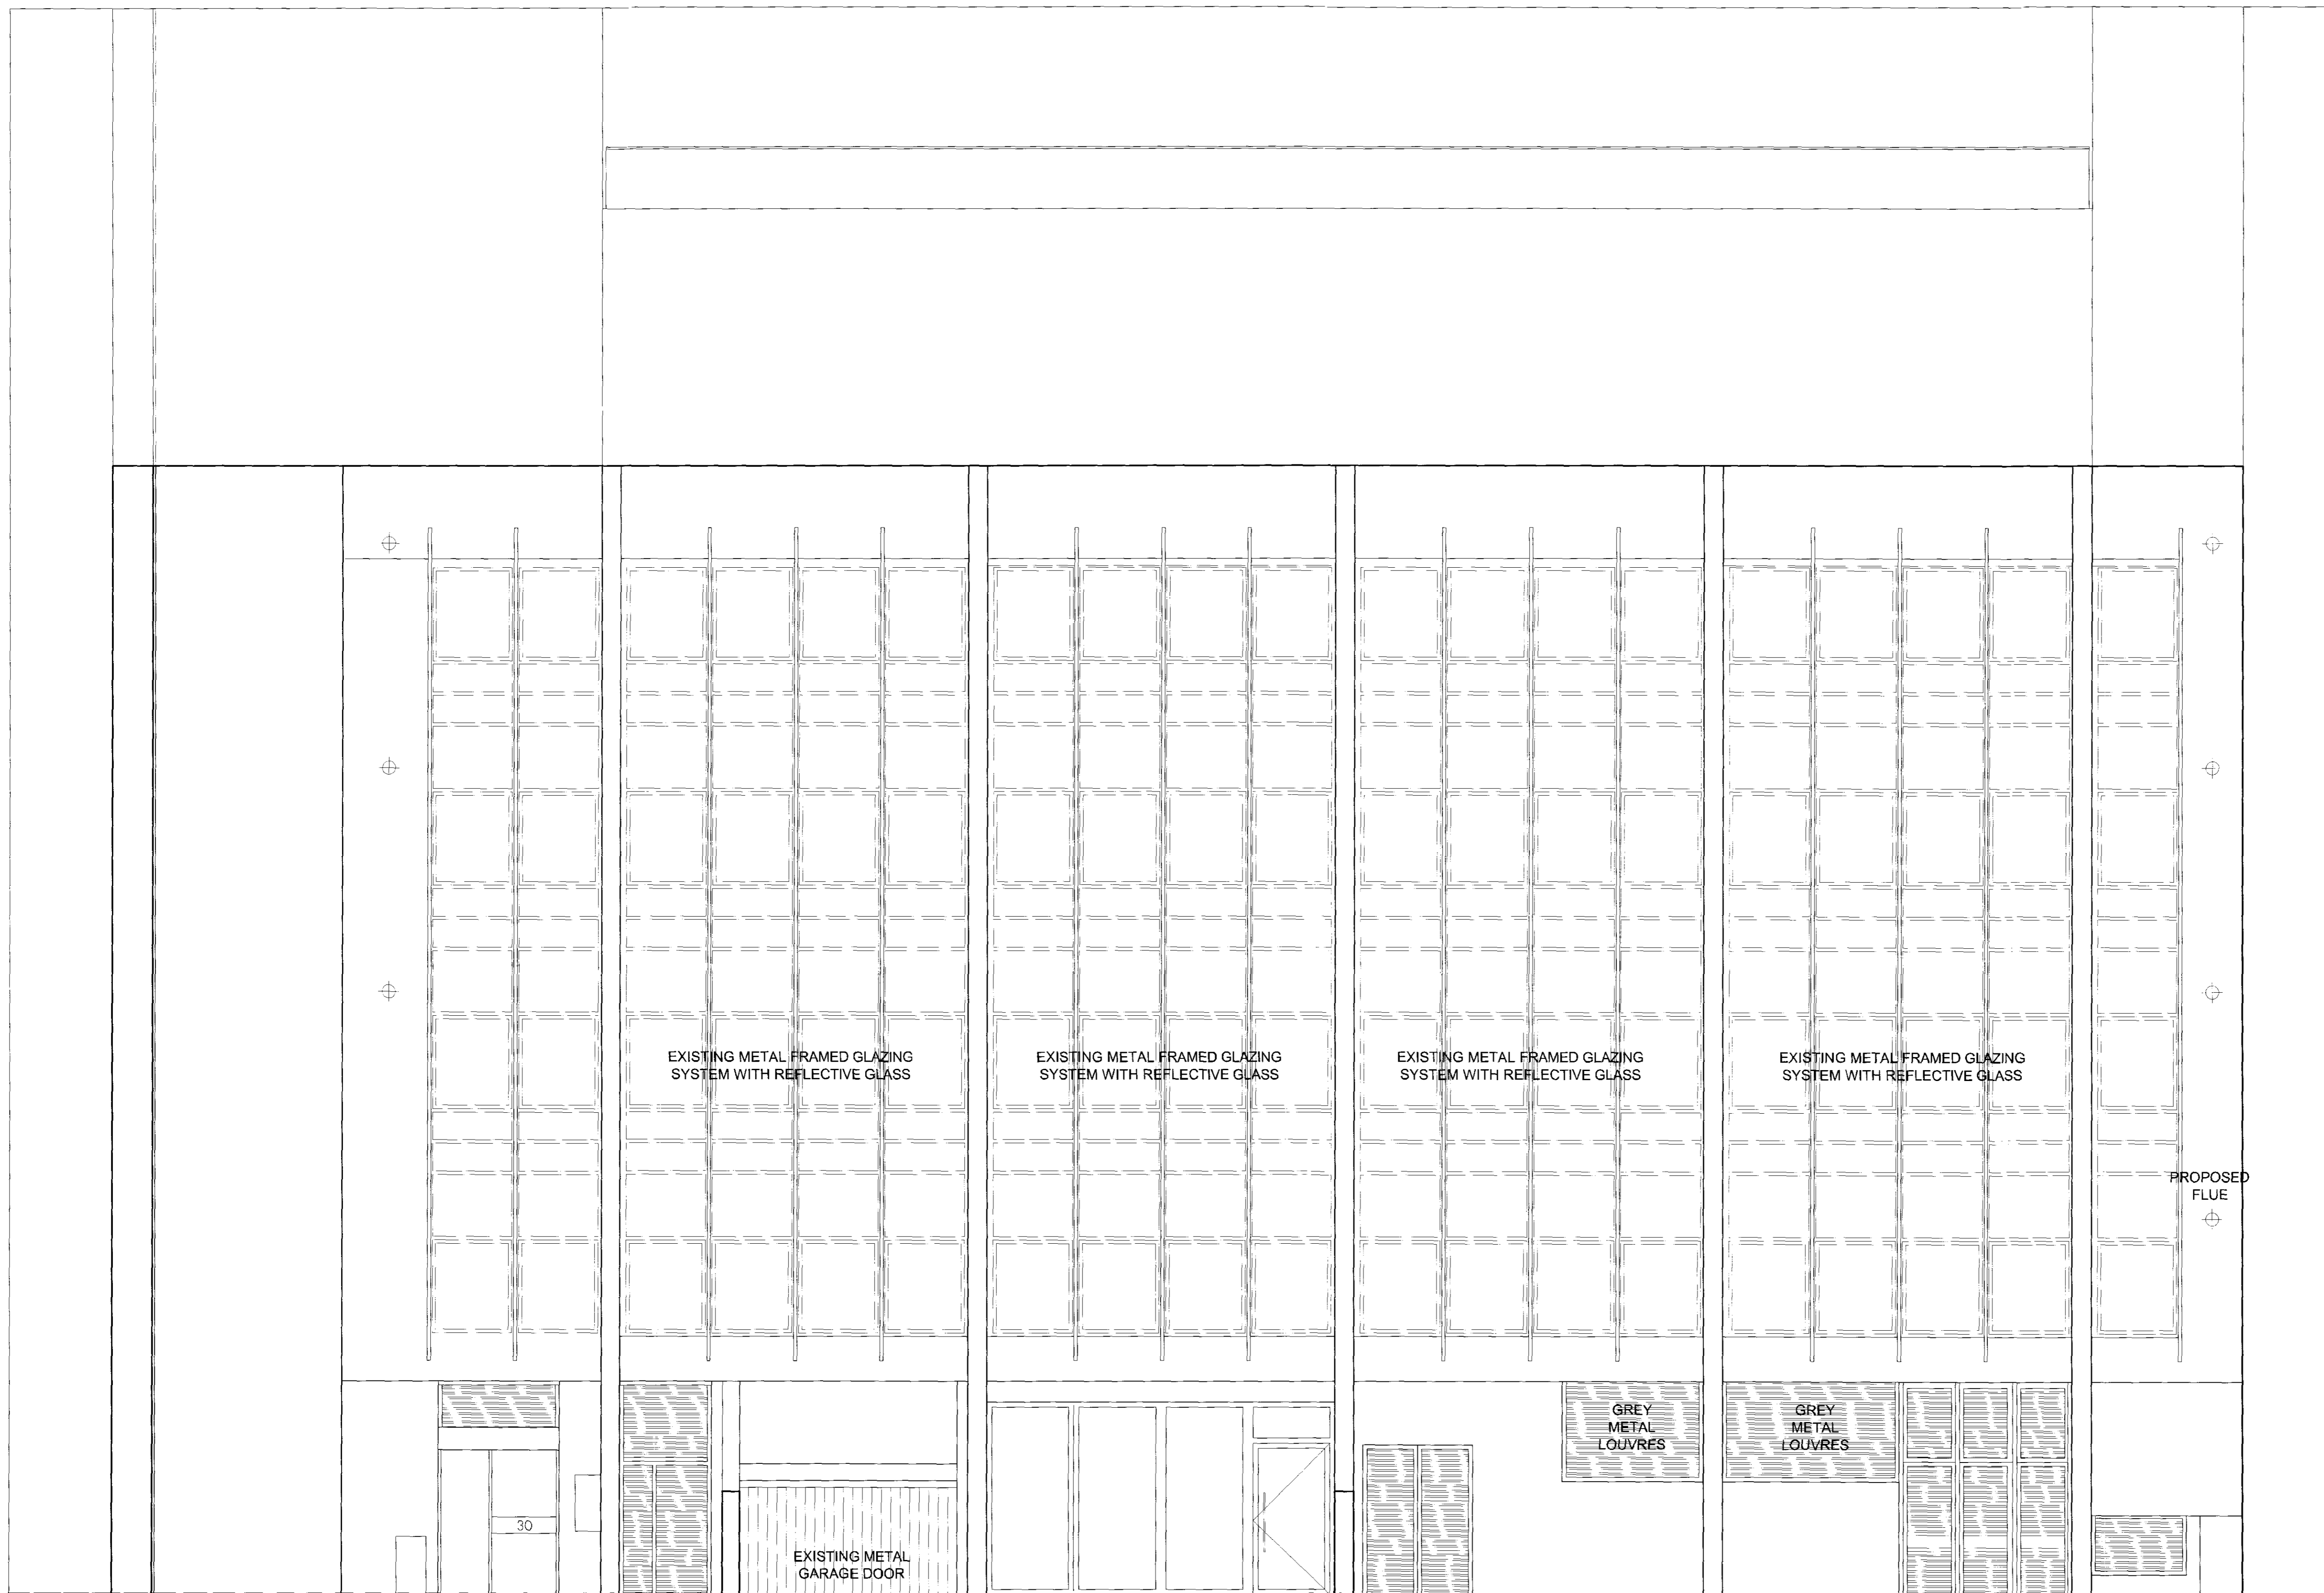 EXISTING METAL FRAMED GLAZING
SYSTEM WITH REFLECTIVE GLASS
EXISTING METAL FRAMED GLAZING
SYSTEM WITH REFLECTIVE GLASS
EXISTING METAL FRAMED GLAZING
SYSTEM WITH REFLECTIVE GLASS
EXISTING METAL FRAMED GLAZING
SYSTEM WITH REFLECTIVE GLASS
PROPOSED
FLUE
GREY
METAL
LOUVRES
GREY
METAL
LOUVRES
30
EXISTING METAL
GARAGE DOOR